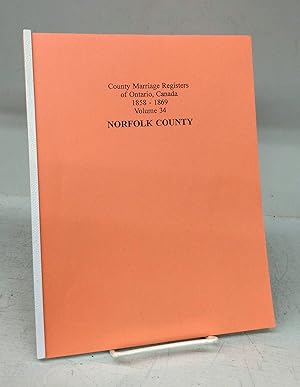 County Marriage Registers
of Ontario, Canada
1858 - 1869
Volume 34
NORFOLK COUNTY